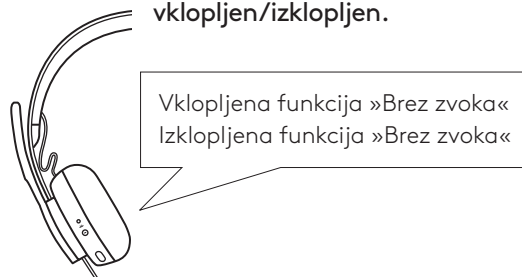 vklopljen/izklopljen.
Vklopljena funkcija »Brez zvoka«
Izklopljena funkcija »Brez zvoka«